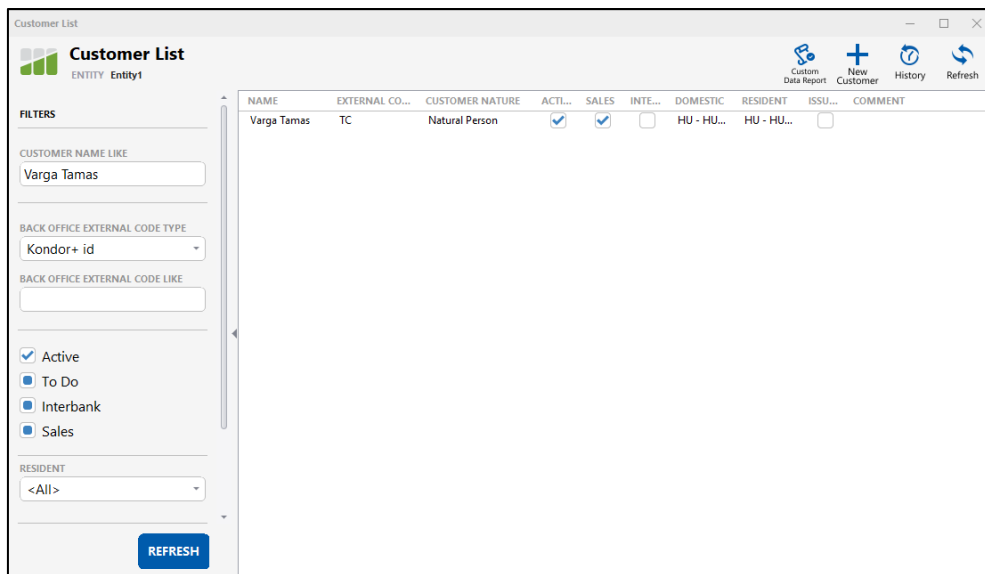 Customer List
Customer List
ENTITY Entity1
Custom
Data Report
New
Customer
History
Refresh
FILTERS
CUSTOMER NAME LIKE
Varga Tamas
BACK OFFICE EXTERNAL CODE TYPE
Kondor+ id
BACK OFFICE EXTERNAL CODE LIKE
Active
To Do
Interbank
Sales
RESIDENT
<All>
REFRESH
NAME EXTERNAL CO... CUSTOMER NATURE ACTI... SALES INTE... DOMESTIC RESIDENT ISSU... COMMENT
Varga Tamas TC Natural Person HU - HU... HU - HU...